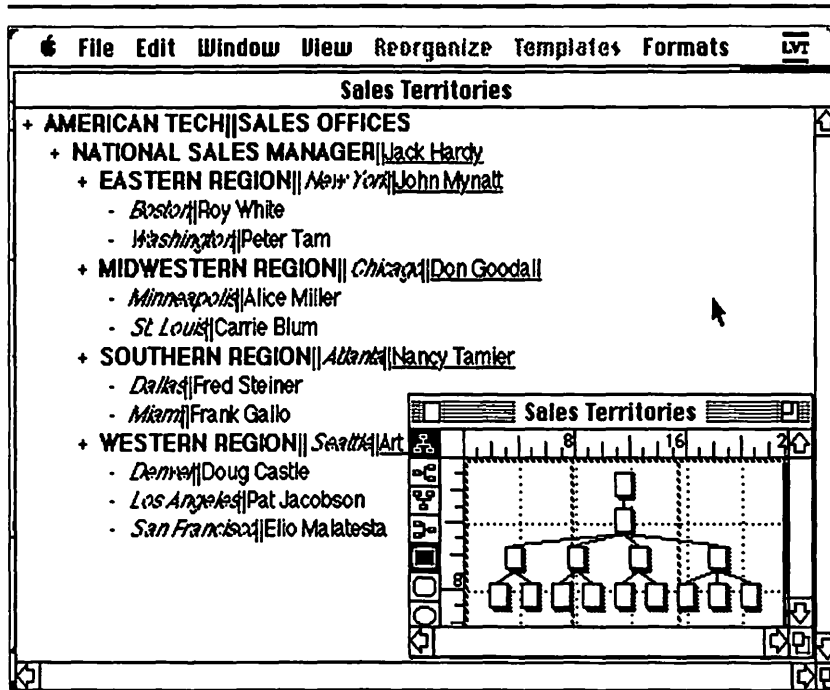 File Edit Window View Reorganize Templates Formats LVT
Sales Territories
+ AMERICAN TECH||SALES OFFICES
+ NATIONAL SALES MANAGER||Jack Hardy
+ EASTERN REGION||New York||John Mynatt
- Boston||Roy White
- Washington||Peter Tam
+ MIDWESTERN REGION||Chicago||Don Goodall
- Minneapolis||Alice Miller
- St. Louis||Carrie Blum
+ SOUTHERN REGION||Atlanta||Nancy Tamier
- Dallas||Fred Steiner
- Miami||Frank Gallo
+ WESTERN REGION||Seattle||Art
- Denver||Doug Castle
- Los Angeles||Pat Jacobson
- San Francisco||Elio Malatesta
Sales Territories
8 16 2
8